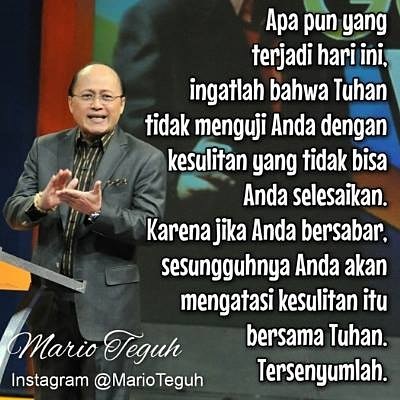 Apa pun yang
terjadi hari ini,
ingatlah bahwa Tuhan
tidak menguji Anda dengan
kesulitan yang tidak bisa
Anda selesaikan.
Karena jika Anda bersabar,
sesungguhnya Anda akan
mengatasi kesulitan itu
bersama Tuhan.
Tersenyumlah.
Mario Teguh
Instagram @MarioTeguh